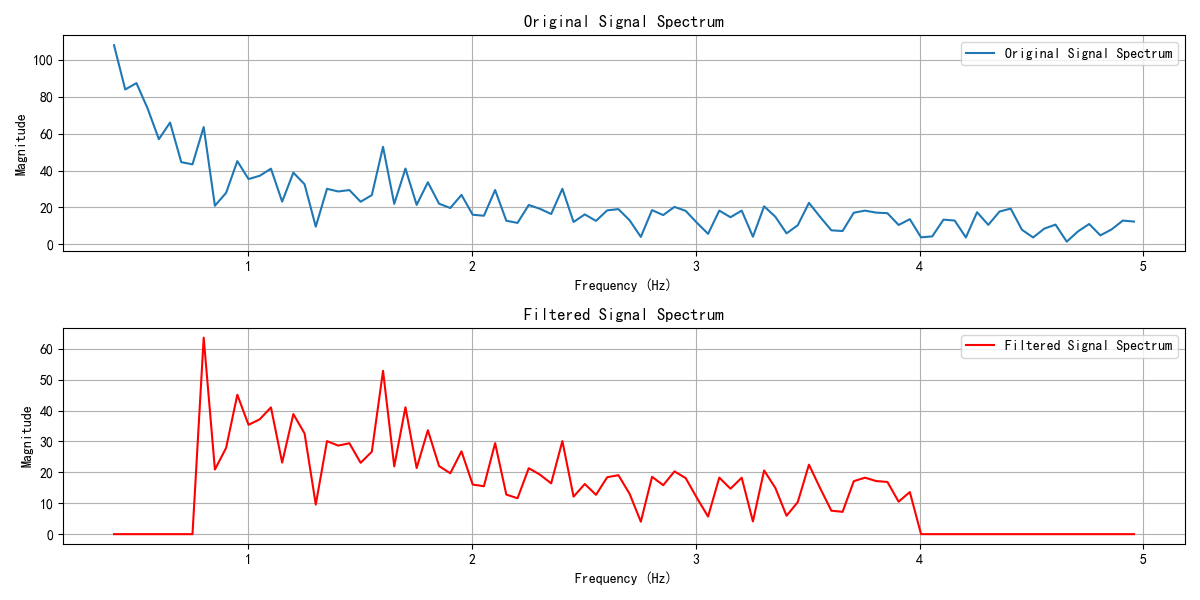 Original Signal Spectrum
Original Signal Spectrum
Magnitude
100
80
60
40
20
0
1 2 3 4 5
Frequency (Hz)
Filtered Signal Spectrum
Filtered Signal Spectrum
Magnitude
60
50
40
30
20
10
0
1 2 3 4 5
Frequency (Hz)